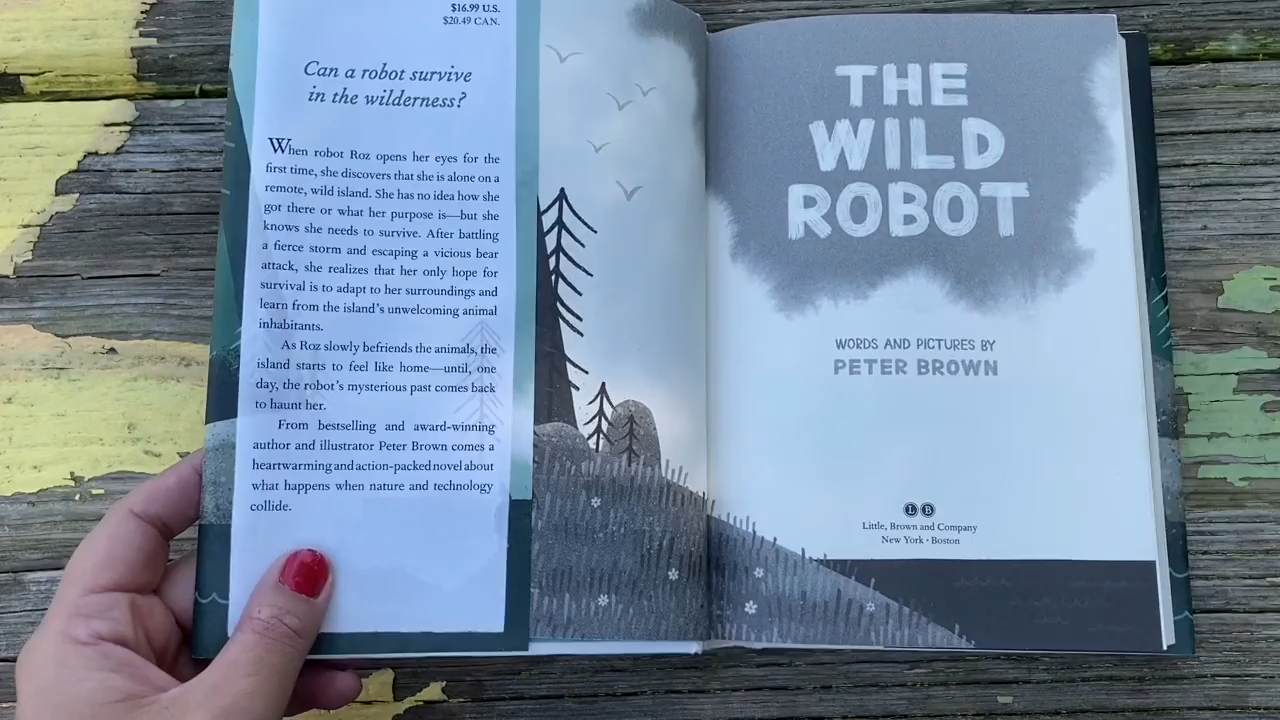 $16.99 U.S.
$20.49 CAN.
Can a robot survive
in the wilderness?
When robot Roz opens her eyes for the
first time, she discovers that she is alone on a
remote, wild island. She has no idea how she
got there or what her purpose is—but she
knows she needs to survive. After battling
a fierce storm and escaping a vicious bear
attack, she realizes that her only hope for
survival is to adapt to her surroundings and
learn from the island's unwelcoming animal
inhabitants.
As Roz slowly befriends the animals, the
island starts to feel like home—until, one
day, the robot's mysterious past comes back
to haunt her.
From bestselling and award-winning
author and illustrator Peter Brown comes a
heartwarming and action-packed novel about
what happens when nature and technology
collide.
THE
WILD
ROBOT
WORDS AND PICTURES BY
PETER BROWN
L B
Little, Brown and Company
New York • Boston